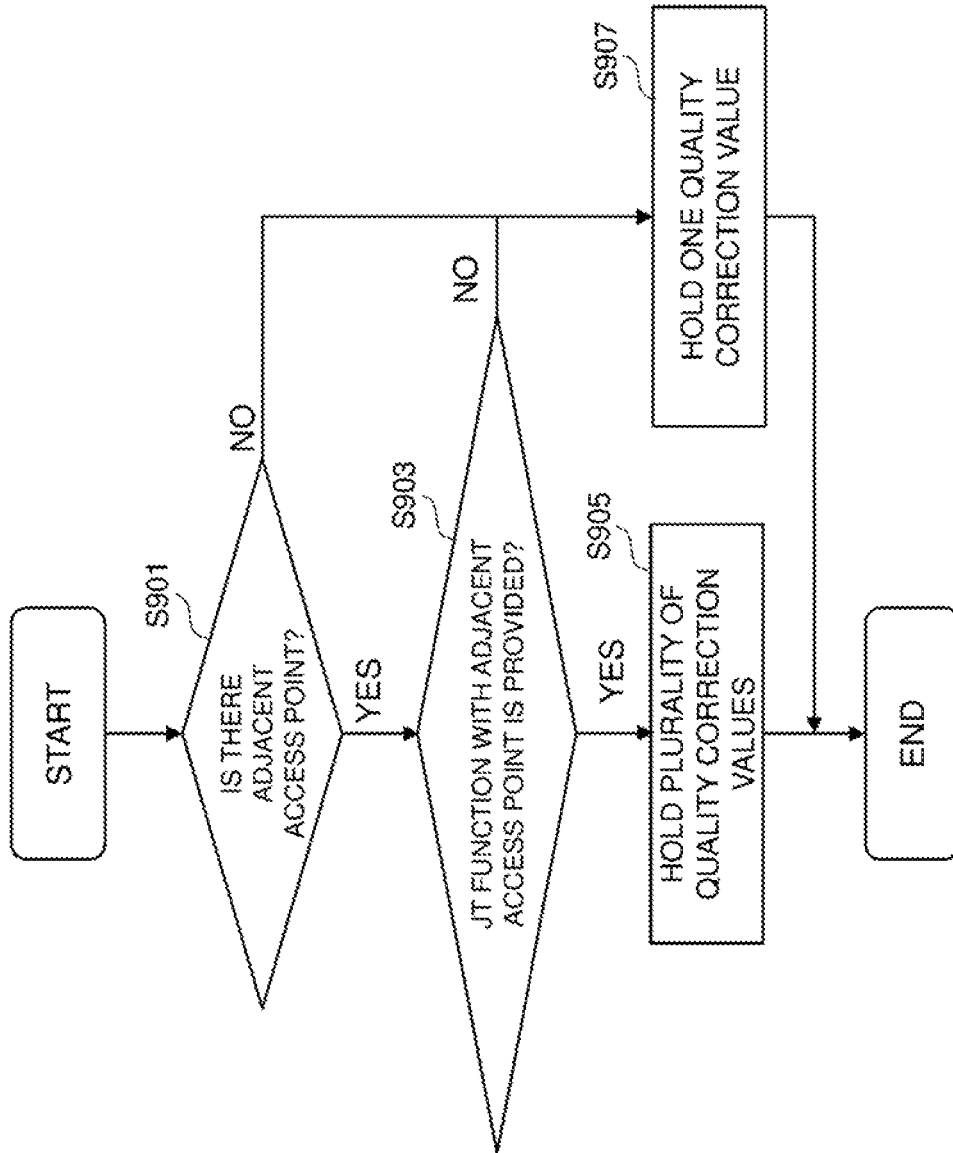 START
S901
IS THERE
ADJACENT
ACCESS POINT?
NO
YES
S903
JT FUNCTION WITH ADJACENT
ACCESS POINT IS PROVIDED?
NO
YES
S905
HOLD PLURALITY OF
QUALITY CORRECTION
VALUES
S907
HOLD ONE QUALITY
CORRECTION VALUE
END